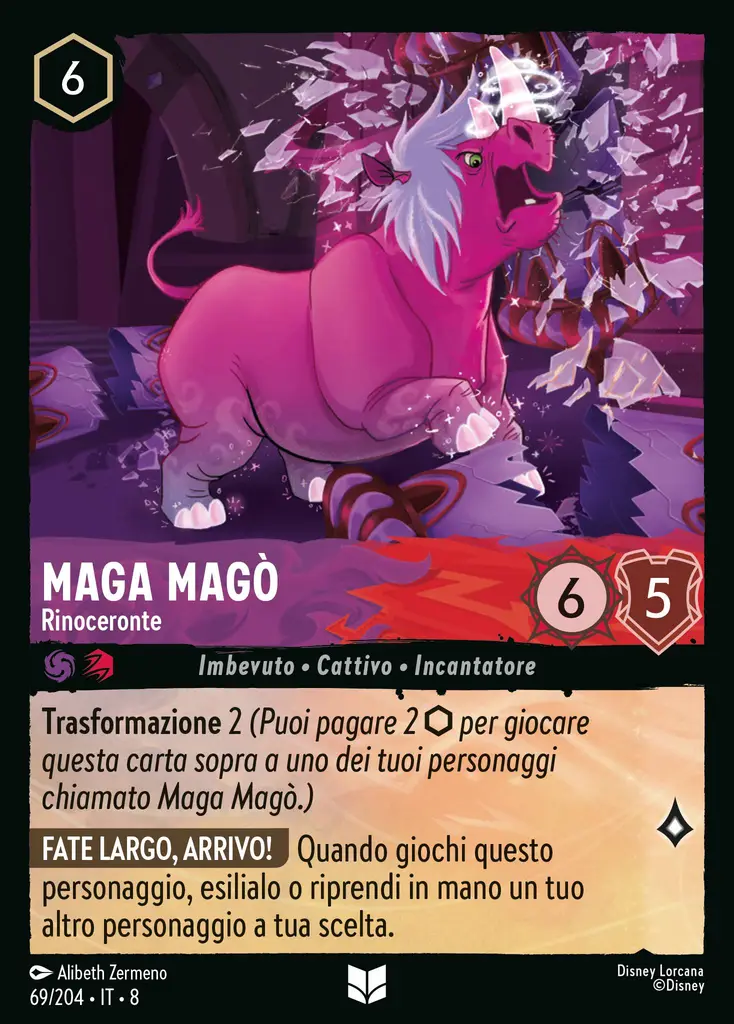 6
MAGA MAGÒ
Rinoceronte
6
5
Imbevuto • Cattivo • Incantatore
Trasformazione 2 (Puoi pagare 2 ⬡ per giocare
questa carta sopra a uno dei tuoi personaggi
chiamato Maga Magò.)
FATE LARGO, ARRIVO! Quando giochi questo
personaggio, esilialo o riprendi in mano un tuo
altro personaggio a tua scelta.
Alibeth Zermeno
69/204 • IT • 8
Disney Lorcana
©Disney